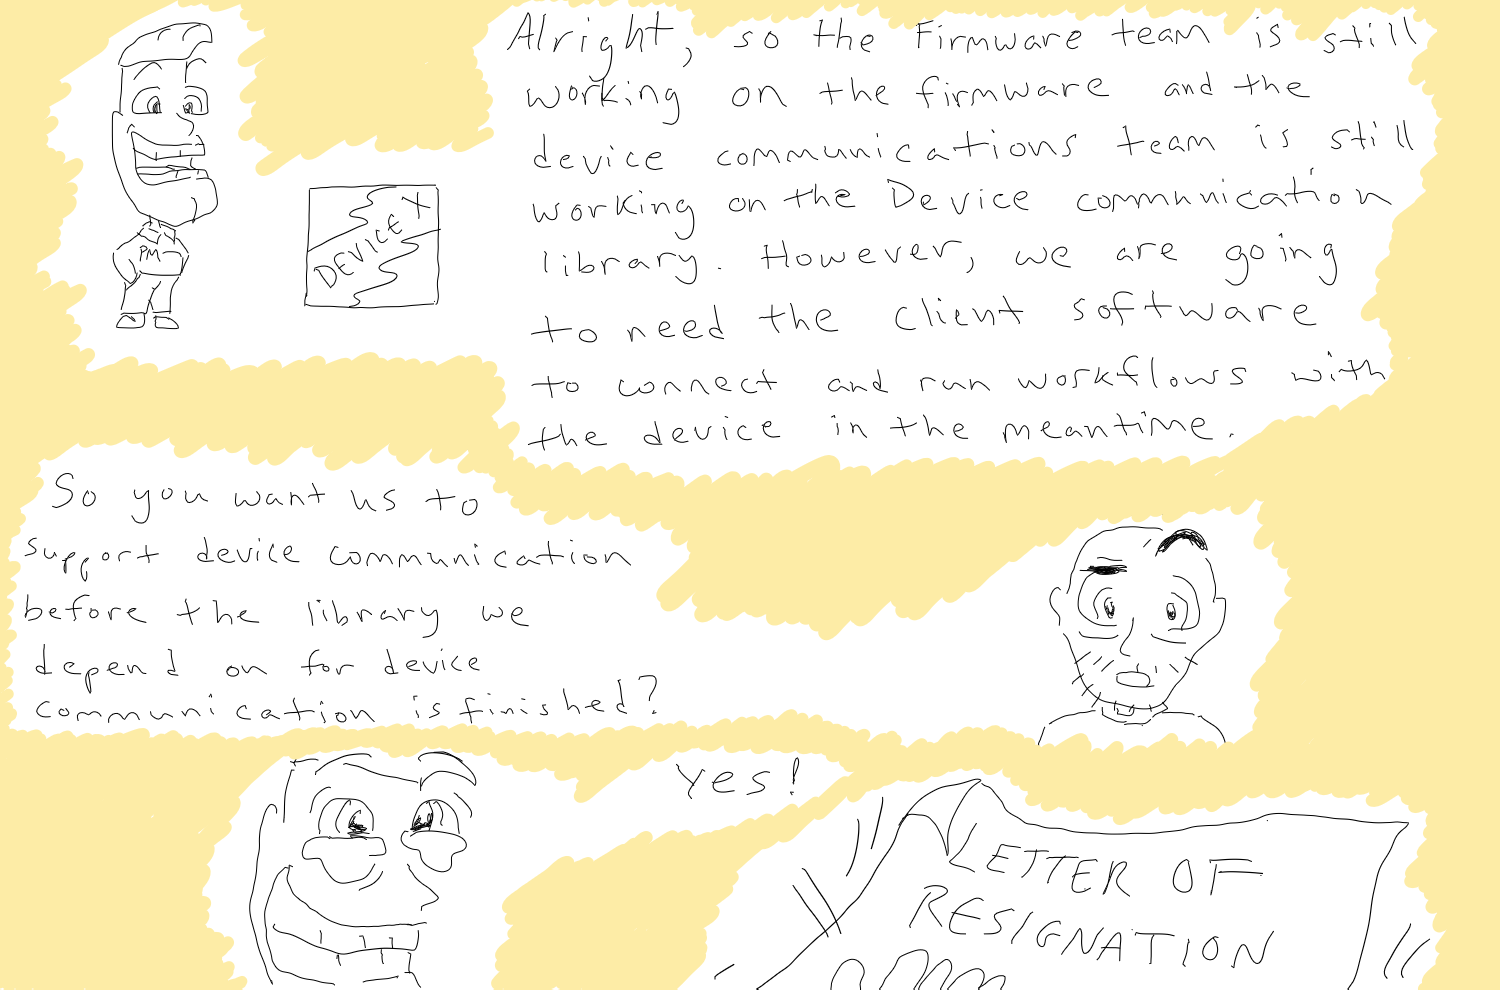 Alright, so the Firmware team is still
working on the firmware and the
device communications team is still
working on the Device communication
library. However, we are going
to need the client software
to connect and run workflows with
the device in the meantime.
PM
DEVICE X
So you want us to
support device communication
before the library we
depend on for device
communication is finished?
Yes!
LETTER OF
RESIGNATION